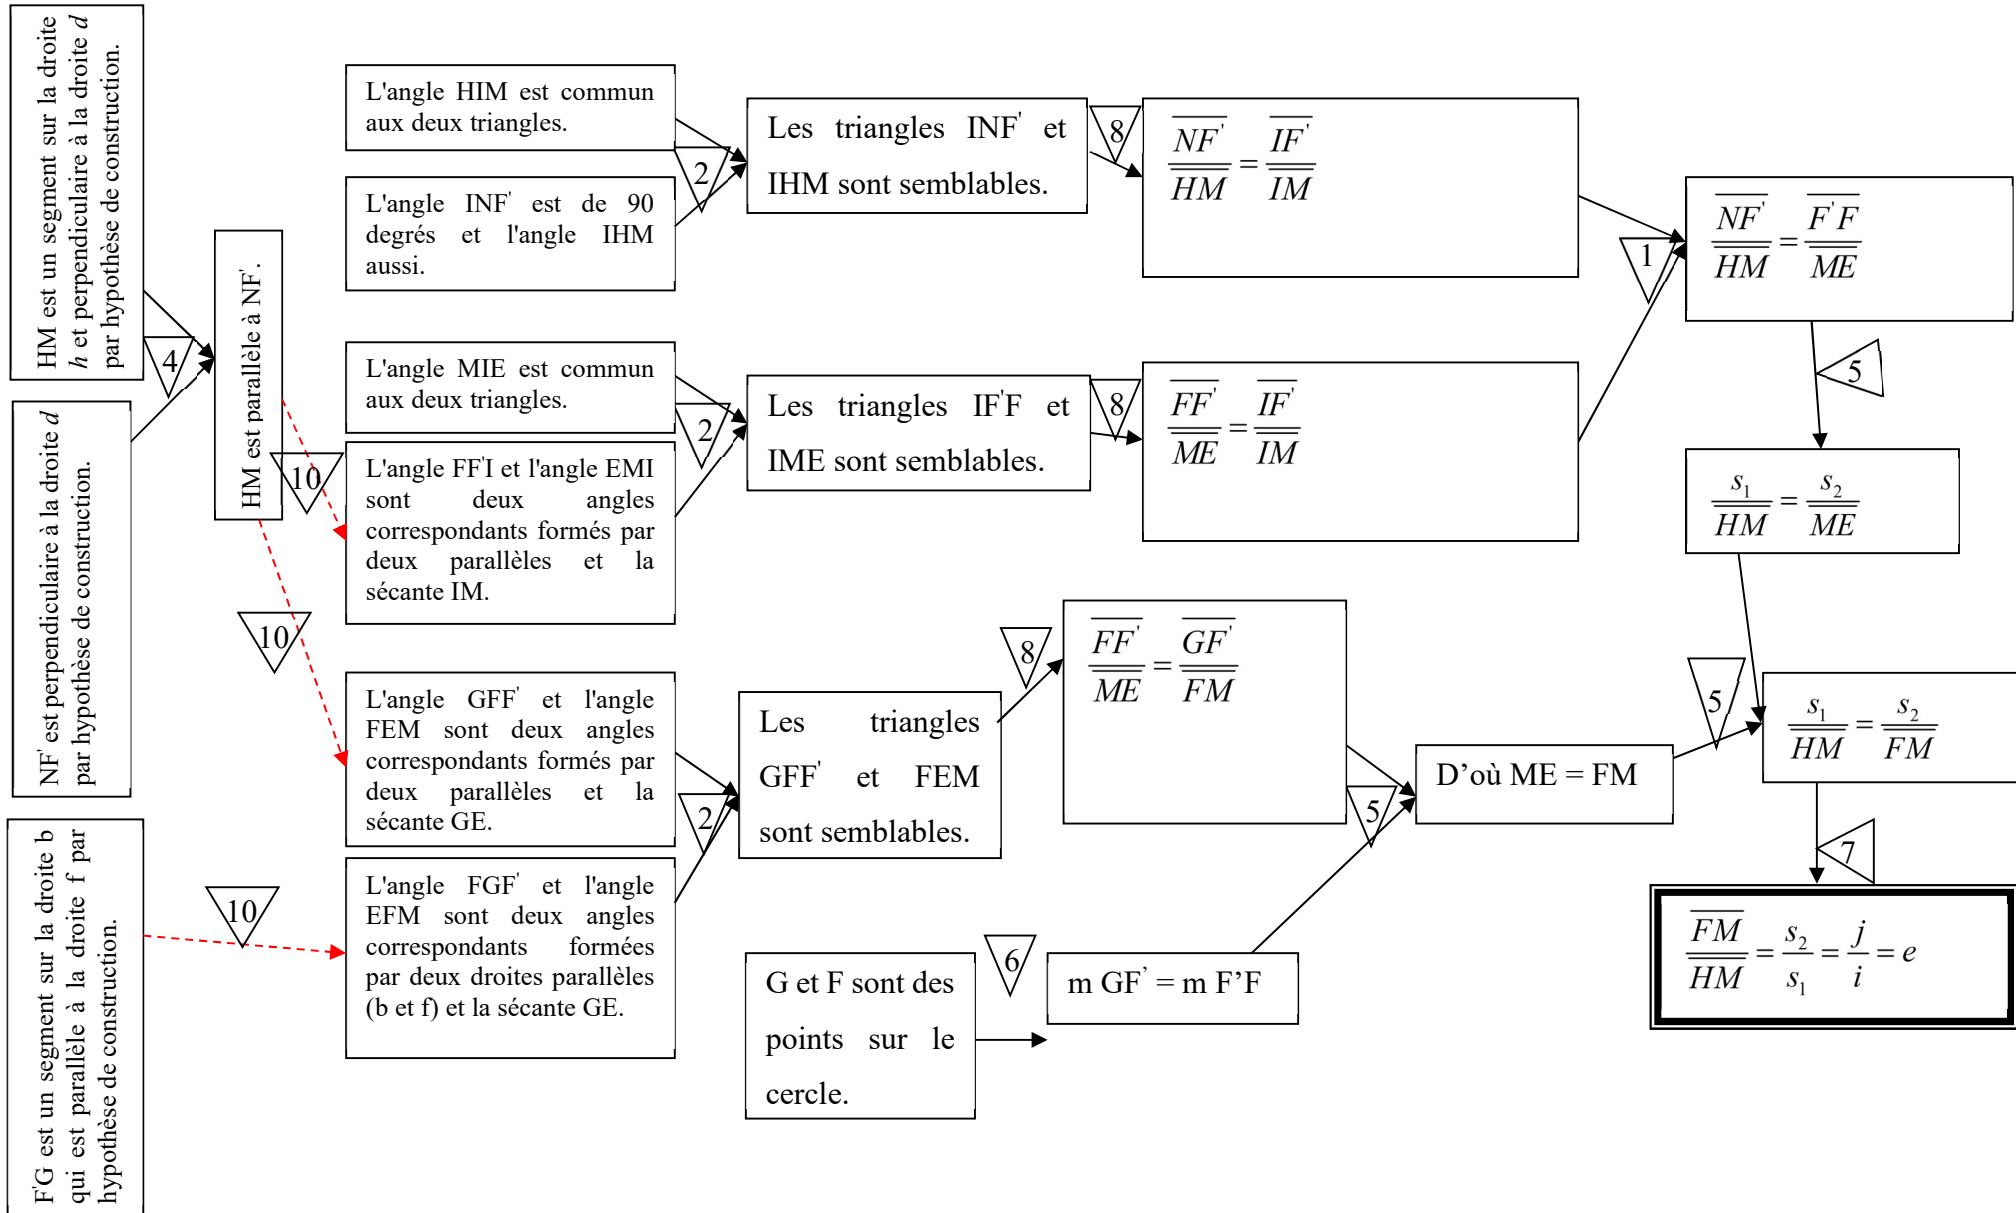 HM est un segment sur la droite
h et perpendiculaire à la droite d
par hypothèse de construction.
NF' est perpendiculaire à la droite d
par hypothèse de construction.
F'G est un segment sur la droite b
qui est parallèle à la droite f par
hypothèse de construction.
4
HM est parallèle à NF'.
10
10
10
L'angle HIM est commun
aux deux triangles.
L'angle INF' est de 90
degrés et l'angle IHM
aussi.
2
Les triangles INF' et
IHM sont semblables.
8
NF'/HM = IF'/IM
L'angle MIE est commun
aux deux triangles.
L'angle FF'I et l'angle EMI
sont deux angles
correspondants formés par
deux parallèles et la
sécante IM.
2
Les triangles IF'F et
IME sont semblables.
8
FF'/ME = IF'/IM
1
NF'/HM = F'F/ME
5
s₁/HM = s₂/ME
L'angle GFF' et l'angle
FEM sont deux angles
correspondants formés par
deux parallèles et la
sécante GE.
L'angle FGF' et l'angle
EFM sont deux angles
correspondants formées
par deux droites parallèles
(b et f) et la sécante GE.
2
Les triangles
GFF' et FEM
sont semblables.
8
FF'/ME = GF'/FM
G et F sont des
points sur le
cercle.
6
m GF' = m F'F
5
D'où ME = FM
5
s₁/HM = s₂/FM
7
FM/HM = s₂/s₁ = j/i = e